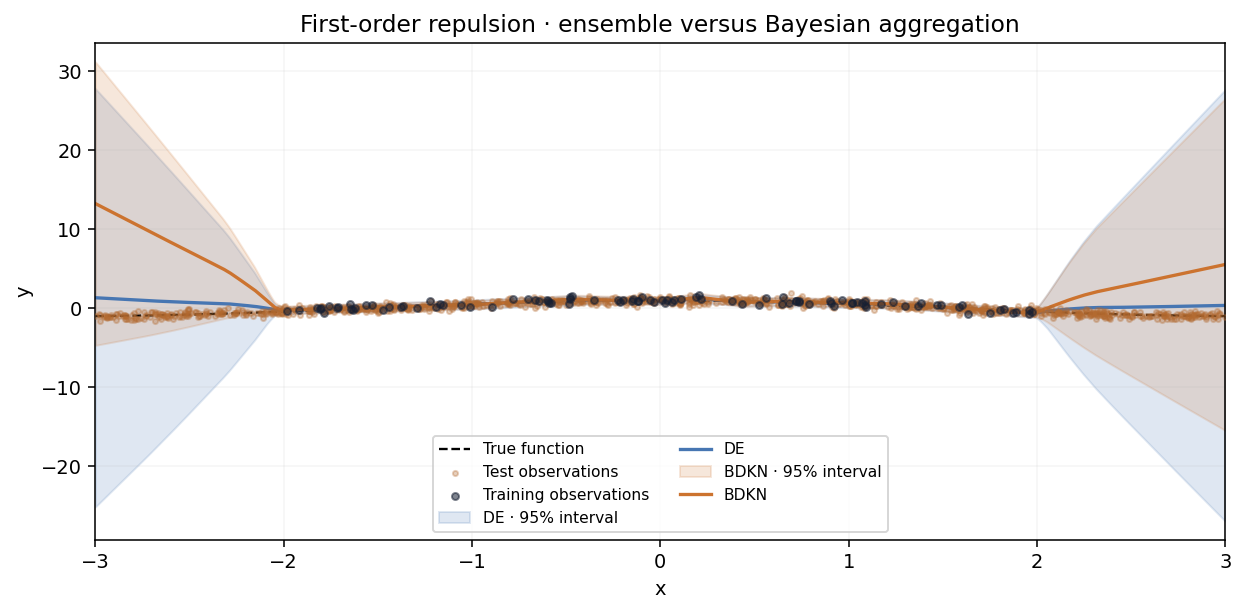 First-order repulsion · ensemble versus Bayesian aggregation
y
30
20
10
0
−10
−20
True function
Test observations
Training observations
DE · 95% interval
DE
BDKN · 95% interval
BDKN
−3
−2
−1
0
1
2
3
x